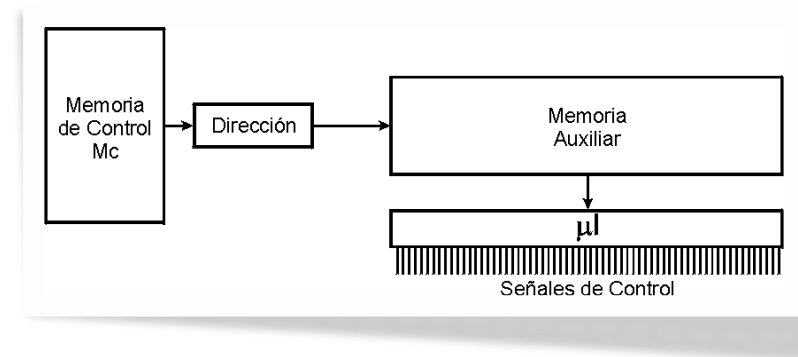 Memoria
de Control
Mc
Dirección
Memoria
Auxiliar
μI
Señales de Control